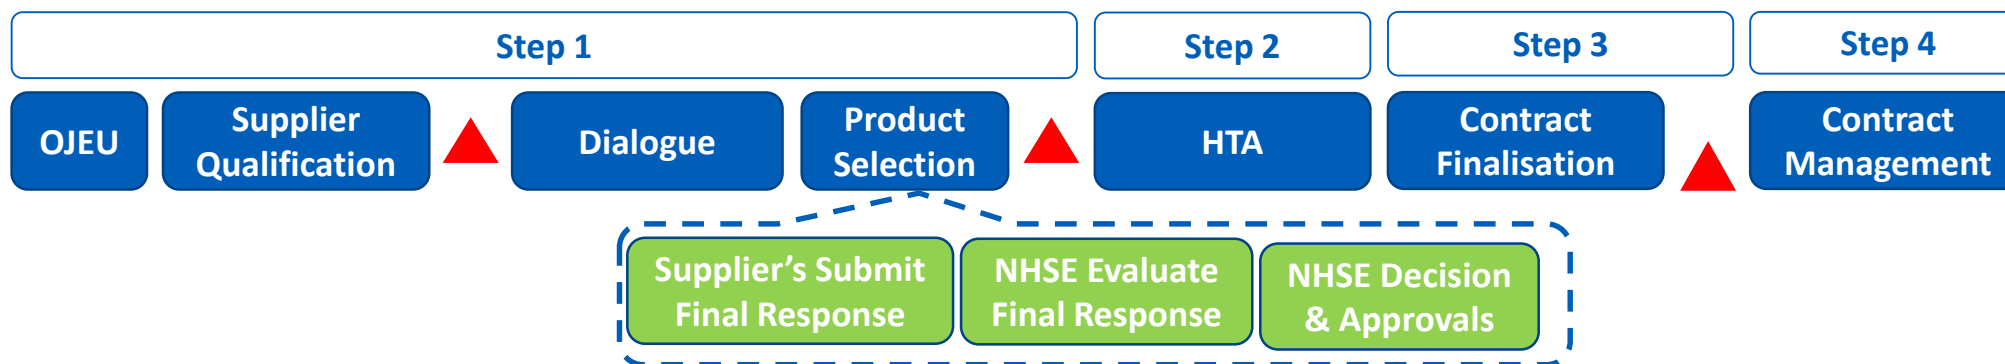 Step 1
Step 2
Step 3
Step 4
OJEU
Supplier
Qualification
Dialogue
Product
Selection
HTA
Contract
Finalisation
Contract
Management
Supplier’s Submit
Final Response
NHSE Evaluate
Final Response
NHSE Decision
& Approvals